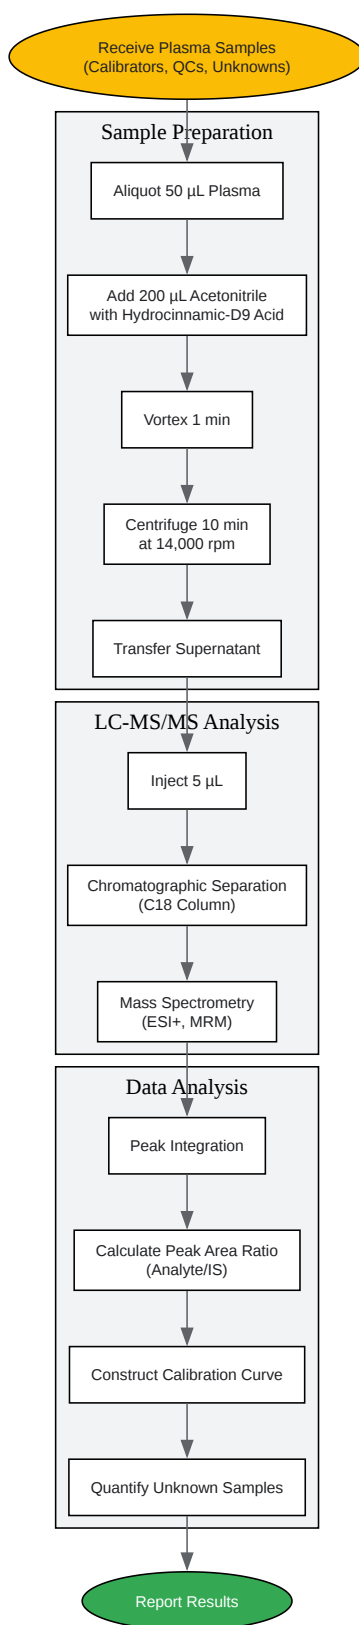 Receive Plasma Samples
(Calibrators, QCs, Unknowns)
Sample Preparation
Aliquot 50 µL Plasma
Add 200 µL Acetonitrile
with Hydrocinnamic-D9 Acid
Vortex 1 min
Centrifuge 10 min
at 14,000 rpm
Transfer Supernatant
LC-MS/MS Analysis
Inject 5 µL
Chromatographic Separation
(C18 Column)
Mass Spectrometry
(ESI+, MRM)
Data Analysis
Peak Integration
Calculate Peak Area Ratio
(Analyte/IS)
Construct Calibration Curve
Quantify Unknown Samples
Report Results